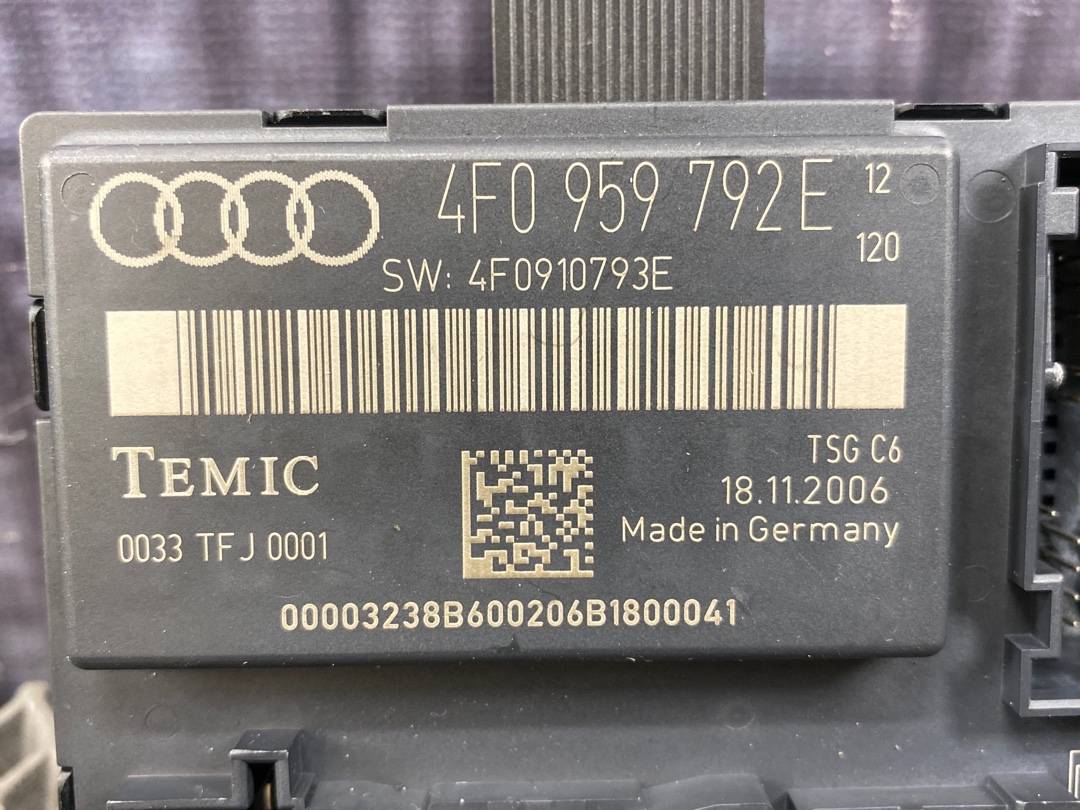 4F0 959 792E 12
120
SW: 4F0910793E
TEMIC
TSG C6
18.11.2006
0033 TFJ 0001
Made in Germany
00003238B600206B1800041